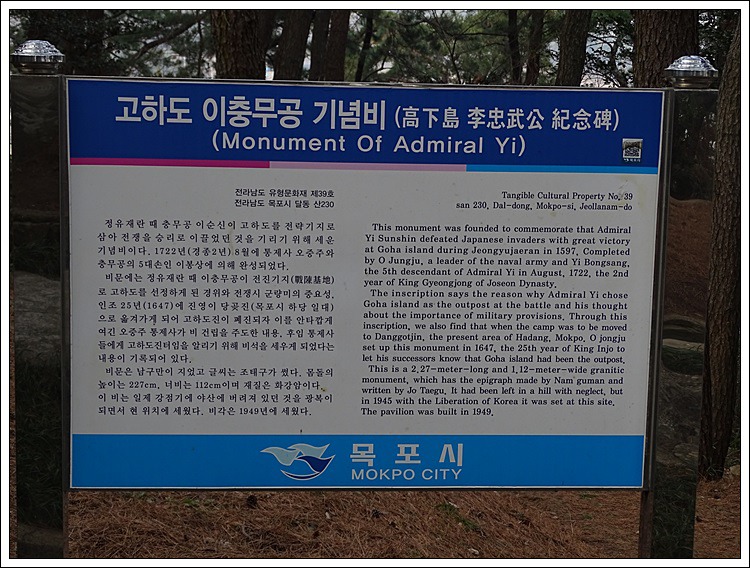 고하도 이충무공 기념비 (高下島 李忠武公 紀念碑)
(Monument Of Admiral Yi)
전라남도 유형문화재 제39호
전라남도 목포시 달동 산230
정유재란 때 충무공 이순신이 고하도를 전략기지로
삼아 전쟁을 승리로 이끌었던 것을 기리기 위해 세운
기념비이다. 1722년(경종2년) 8월에 통제사 오중주와
충무공의 5대손인 이봉상에 의해 완성되었다.
비문에는 정유재란 때 이충무공이 전진기지(戰陳基地)
로 고하도를 선정하게 된 경위와 전쟁시 군량미의 중요성,
인조 25년(1647)에 진영이 당곶진(목포시 하당 일대)
으로 옮겨가게 되어 고하도진이 폐진되자 이를 안타깝게
여긴 오중주 통제사가 비 건립을 주도한 내용, 후임 통제사
들에게 고하도진터임을 알리기 위해 비석을 세우게 되었다는
내용이 기록되어 있다.
비문은 남구만이 지었고 글씨는 조태구가 썼다. 몸돌의
높이는 227cm, 너비는 112cm이며 재질은 화강암이다.
이 비는 일제 강점기에 야산에 버려져 있던 것을 광복이
되면서 현 위치에 세웠다. 비각은 1949년에 세웠다.
Tangible Cultural Property No. 39
san 230, Dal-dong, Mokpo-si, Jeollanam-do
This monument was founded to commemorate that Admiral
Yi Sunshin defeated Japanese invaders with great victory
at Goha island during Jeongyujaeran in 1597. Completed
by O Jungju, a leader of the naval army and Yi Bongsang,
the 5th descendant of Admiral Yi in August, 1722, the 2nd
year of King Gyeongjong of Joseon Dynasty.
The inscription says the reason why Admiral Yi chose
Goha island as the outpost at the battle and his thought
about the importance of military provisions. Through this
inscription, we also find that when the camp was to be moved
to Danggotjin, the present area of Hadang, Mokpo, O jongju
set up this monument in 1647, the 25th year of King Injo to
let his successors know that Goha island had been the outpost.
This is a 2.27-meter-long and 1.12-meter-wide granitic
monument, which has the epigraph made by Nam guman and
written by Jo Taegu. It had been left in a hill with neglect, but
in 1945 with the Liberation of Korea it was set at this site.
The pavilion was built in 1949.
목포시
MOKPO CITY